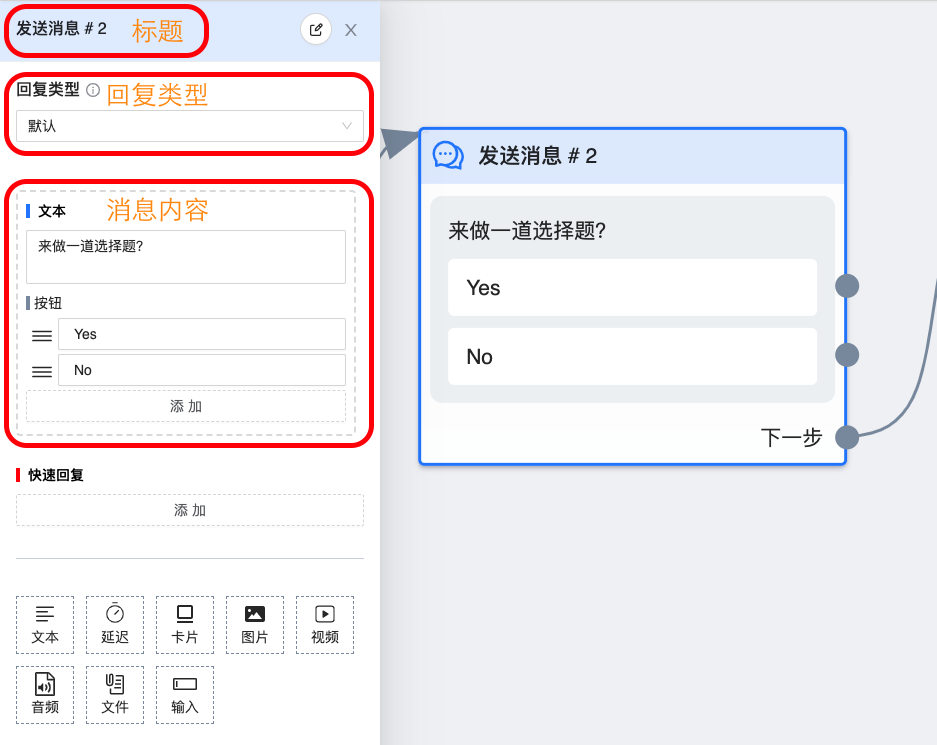 发送消息 # 2
标题
回复类型
回复类型
默认
文本
消息内容
来做一道选择题?
按钮
Yes
No
添 加
快速回复
添 加
文本
延迟
卡片
图片
视频
音频
文件
输入
发送消息 # 2
来做一道选择题?
Yes
No
下一步